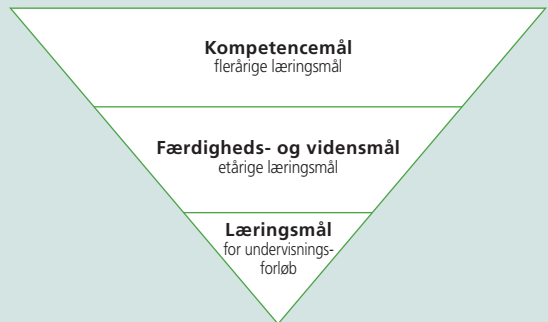 Kompetencemål
flerårige læringsmål
Færdigheds- og vidensmål
etårige læringsmål
Læringsmål
for undervisnings-
forløb